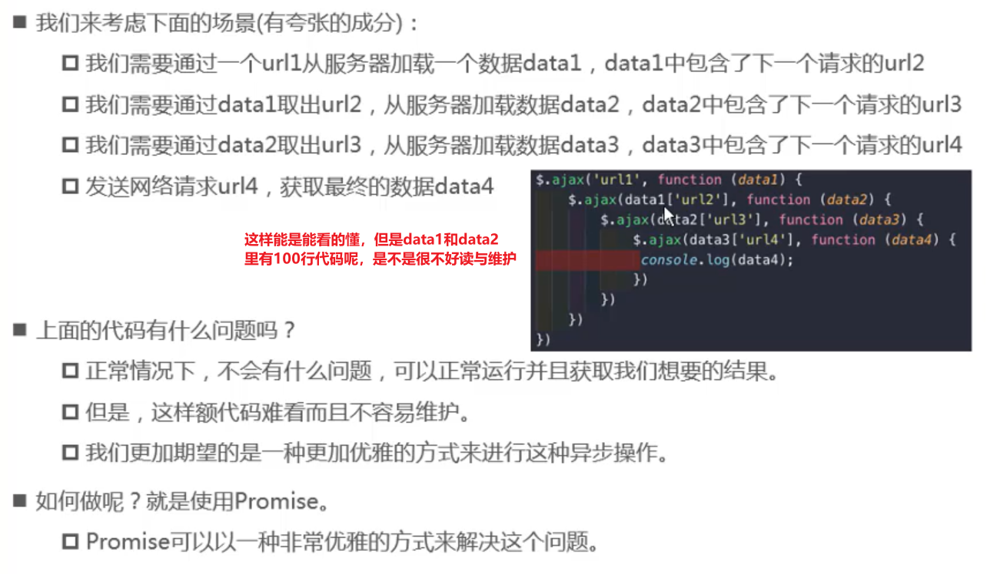 我们来考虑下面的场景(有夸张的成分)：
我们需要通过一个url1从服务器加载一个数据data1，data1中包含了下一个请求的url2
我们需要通过data1取出url2，从服务器加载数据data2，data2中包含了下一个请求的url3
我们需要通过data2取出url3，从服务器加载数据data3，data3中包含了下一个请求的url4
发送网络请求url4，获取最终的数据data4
$.ajax('url1', function (data1) {
$.ajax(data1['url2'], function (data2) {
$.ajax(data2['url3'], function (data3) {
$.ajax(data3['url4'], function (data4) {
console.log(data4);
})
})
})
})
这样能是能看的懂，但是data1和data2
里有100行代码呢，是不是很不好读与维护
上面的代码有什么问题吗？
正常情况下，不会有什么问题，可以正常运行并且获取我们想要的结果。
但是，这样额代码难看而且不容易维护。
我们更加期望的是一种更加优雅的方式来进行这种异步操作。
如何做呢？就是使用Promise。
Promise可以以一种非常优雅的方式来解决这个问题。